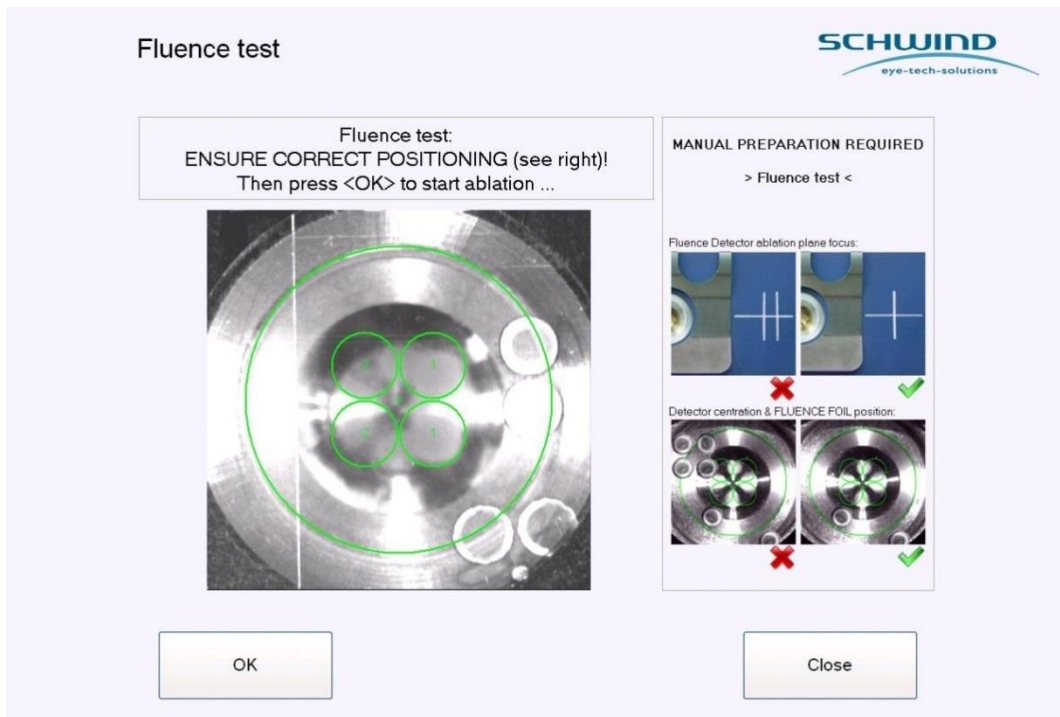 Fluence test
SCHWIND
eye-tech-solutions
Fluence test:
ENSURE CORRECT POSITIONING (see right)!
Then press <OK> to start ablation ...
MANUAL PREPARATION REQUIRED
> Fluence test <
Fluence Detector ablation plane focus:
Detector centration & FLUENCE FOIL position:
OK
Close